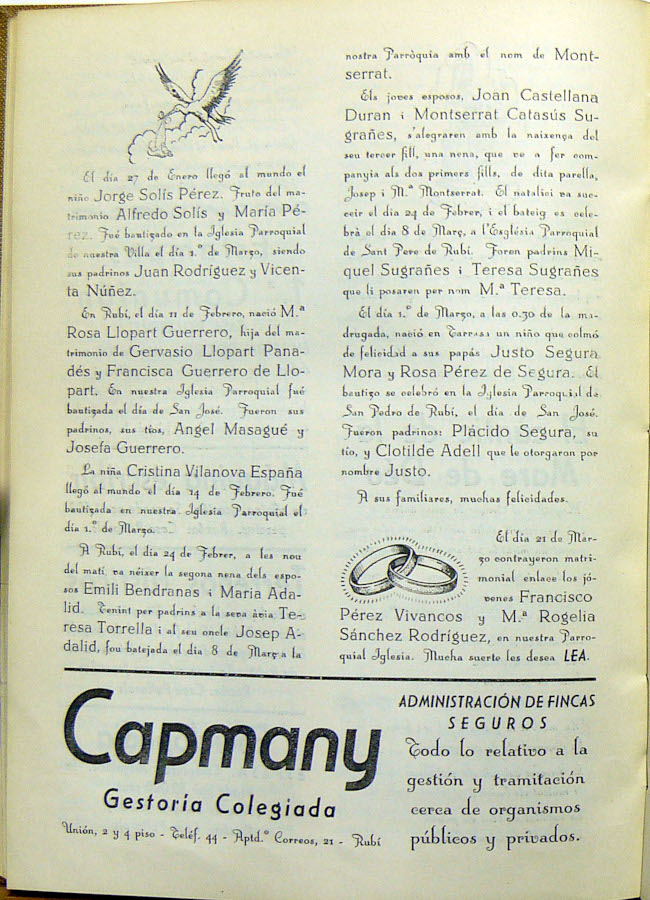 El día 27 de Enero llegó al mundo el
niño Jorge Solís Pérez. Fruto del ma-
trimonio Alfredo Solís y María Pé-
rez. Fué bautizado en la Iglesia Parroquial
de nuestra Villa el día 1.º de Marzo, siendo
sus padrinos Juan Rodríguez y Vicen-
ta Núñez.
En Rubí, el día 11 de Febrero, nació M.ª
Rosa Llopart Guerrero, hija del ma-
trimonio de Gervasio Llopart Pana-
dés y Francisca Guerrero de Llo-
part. En nuestra Iglesia Parroquial fué
bautizada el día de San José. Fueron sus
padrinos, sus tíos, Angel Masagué y
Josefa Guerrero.
La niña Cristina Vilanova España
llegó al mundo el día 14 de Febrero. Fué
bautizada en nuestra Iglesia Parroquial el
día 1.º de Marzo.
A Rubí, el dia 24 de Febrer, a les nou
del matí va néixer la segona nena dels espo-
sos Emili Bendranas i Maria Ada-
lid. Tenint per padrins a la seva àvia Te-
resa Torrella i al seu oncle Josep A-
dalid, fou batejada el dia 8 de Març a la
nostra Parròquia amb el nom de Mont-
serrat.
Els joves esposos, Joan Castellana
Duran i Montserrat Catasús Su-
grañes, s'alegraren amb la naixença del
seu tercer fill, una nena, que ve a fer com-
panyia als dos primers fills, de dita parella,
Josep i M.ª Montserrat. El natalici va suc-
ceir el dia 24 de Febrer, i el bateig es cele-
brà el dia 8 de Març, a l'Església Parroquial
de Sant Pere de Rubí. Foren padrins Mi-
quel Sugrañes i Teresa Sugrañes
que li posaren per nom M.ª Teresa.
El día 1.º de Marzo, a las 0.30 de la ma-
drugada, nació en Tarrasa un niño que colmó
de felicidad a sus papás Justo Segura
Mora y Rosa Pérez de Segura. El
bautizo se celebró en la Iglesia Parroquial de
San Pedro de Rubí, el día de San José.
Fueron padrinos: Plácido Segura, su
tío, y Clotilde Adell que le otorgaron por
nombre Justo.
A sus familiares, muchas felicidades.
El día 21 de Mar-
zo contrayeron matri-
monial enlace los jó-
venes Francisco
Pérez Vivancos y M.ª Rogelia
Sánchez Rodríguez, en nuestra Parro-
quial Iglesia. Mucha suerte les desea LEA.
Capmany
Gestoría Colegiada
Unión, 2 y 4 piso - Teléf. 44 - Aptd.º Correos, 21 - Rubí
ADMINISTRACIÓN DE FINCAS
SEGUROS
Todo lo relativo a la
gestión y tramitación
cerca de organismos
públicos y privados.